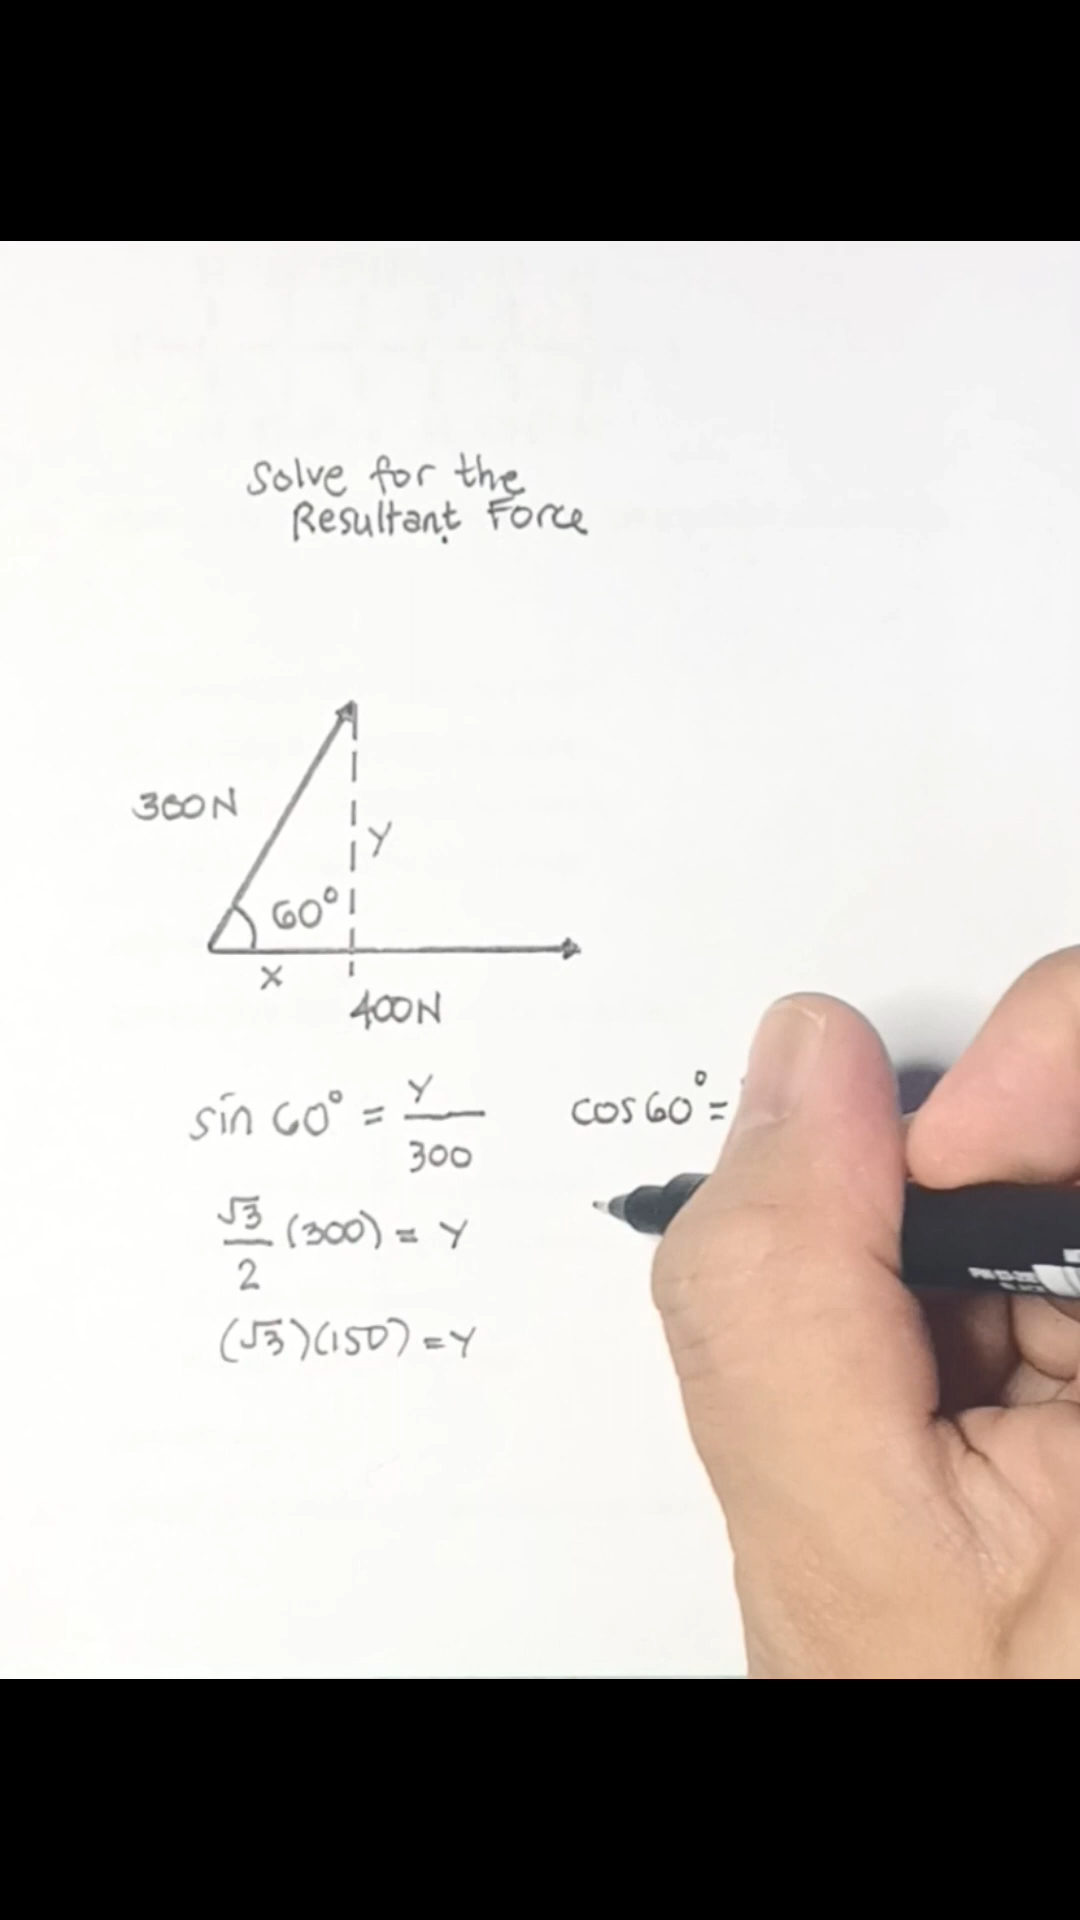 Solve for the
Resultant Force
300N
Y
60°
X
400N
sin 60° = Y/300
cos 60° =
√3/2 (300) = Y
(√3)(150) = Y